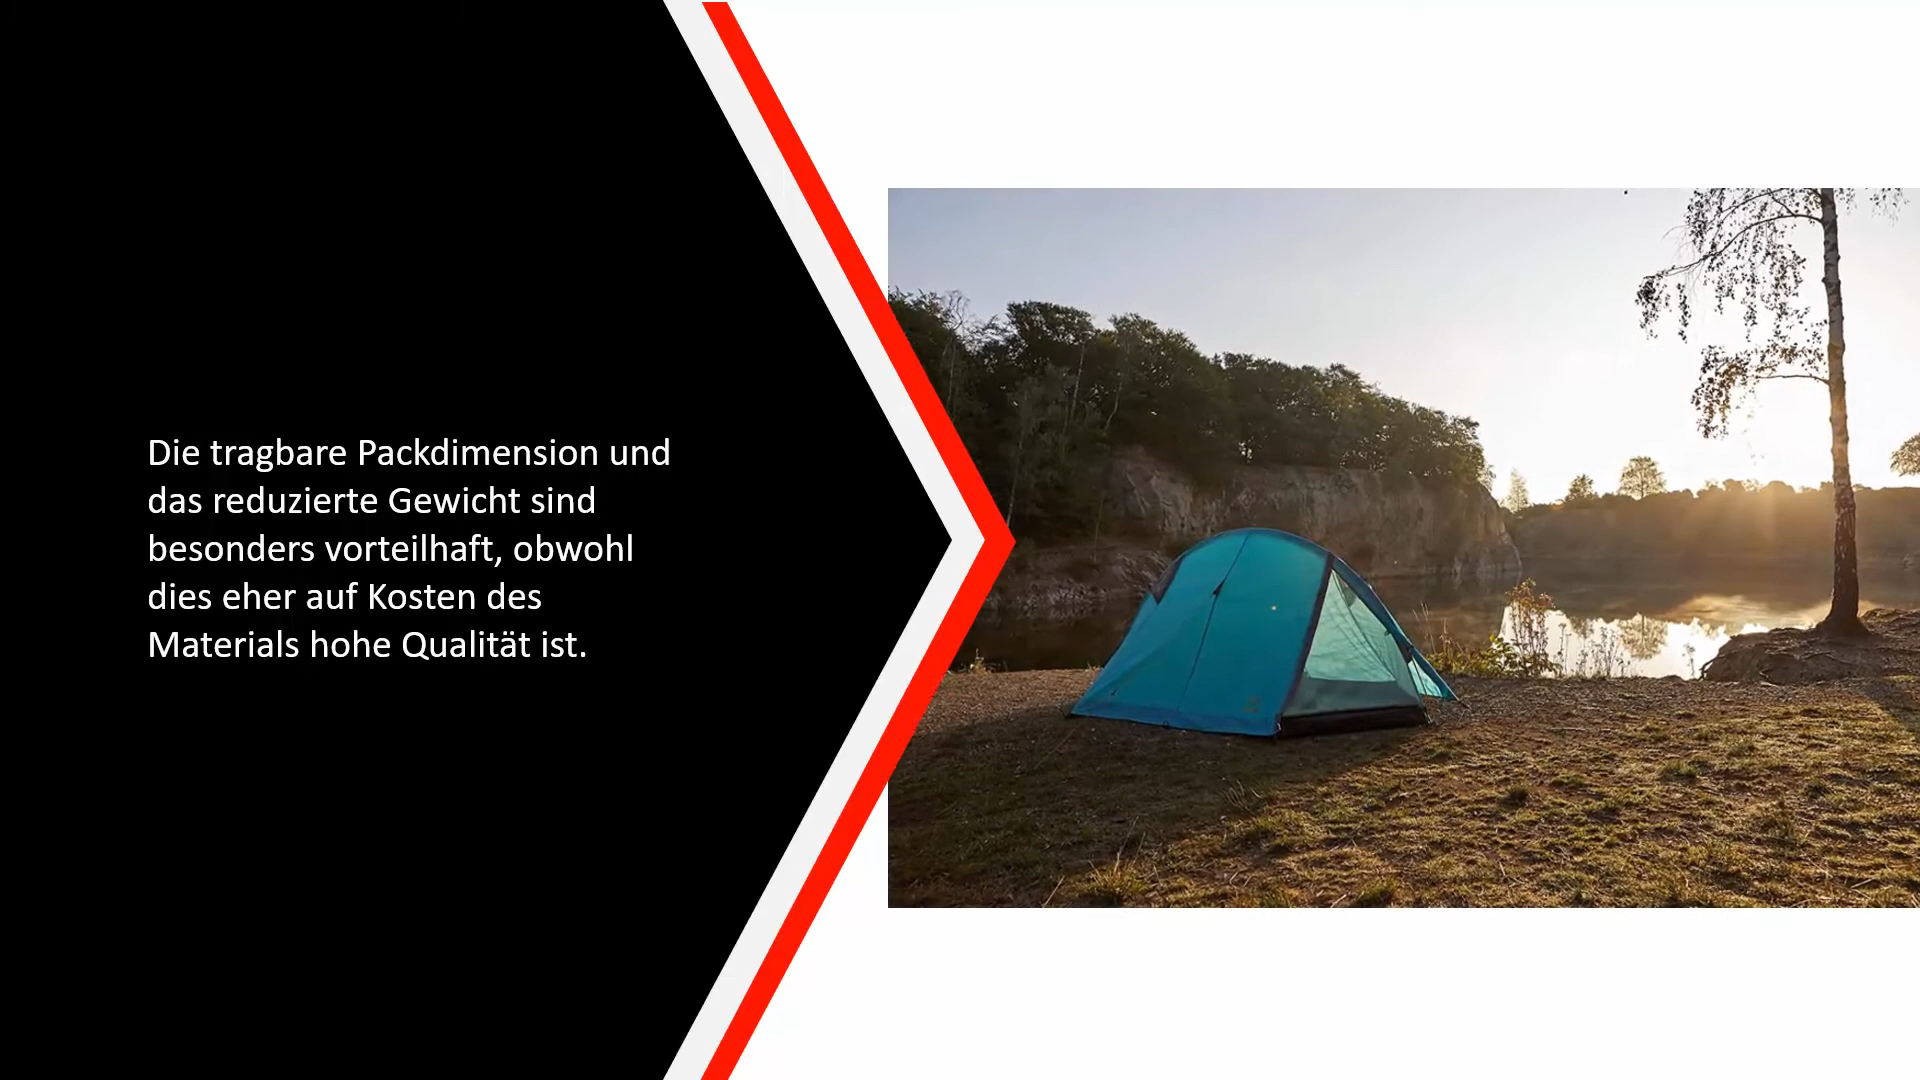 Die tragbare Packdimension und
das reduzierte Gewicht sind
besonders vorteilhaft, obwohl
dies eher auf Kosten des
Materials hohe Qualität ist.